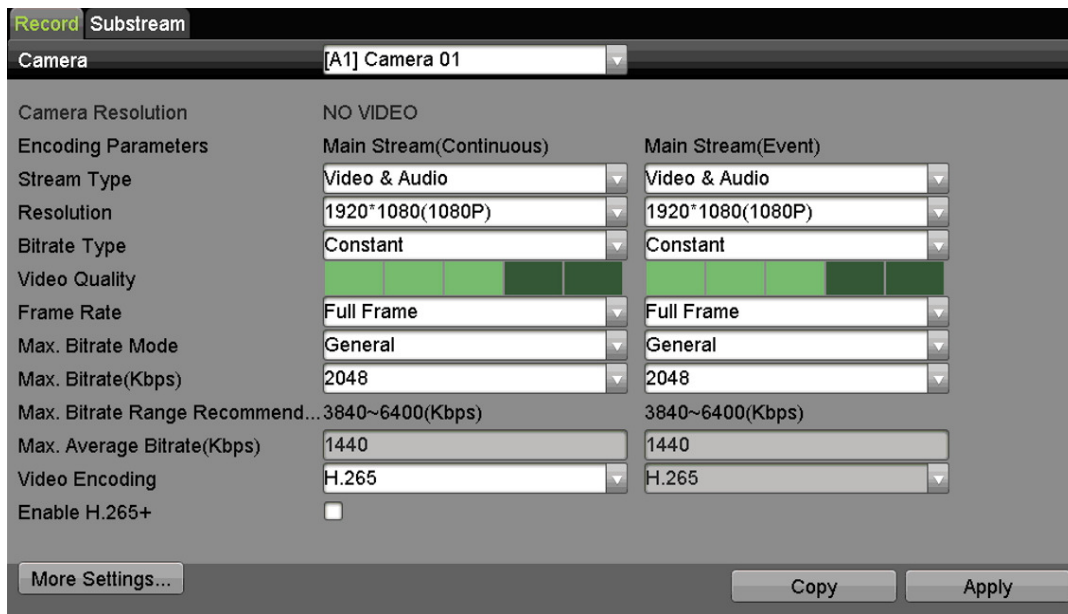 Record Substream
Camera [A1] Camera 01
Camera Resolution NO VIDEO
Encoding Parameters Main Stream(Continuous) Main Stream(Event)
Stream Type Video & Audio Video & Audio
Resolution 1920*1080(1080P) 1920*1080(1080P)
Bitrate Type Constant Constant
Video Quality
Frame Rate Full Frame Full Frame
Max. Bitrate Mode General General
Max. Bitrate(Kbps) 2048 2048
Max. Bitrate Range Recommend... 3840~6400(Kbps) 3840~6400(Kbps)
Max. Average Bitrate(Kbps) 1440 1440
Video Encoding H.265 H.265
Enable H.265+
More Settings... Copy Apply